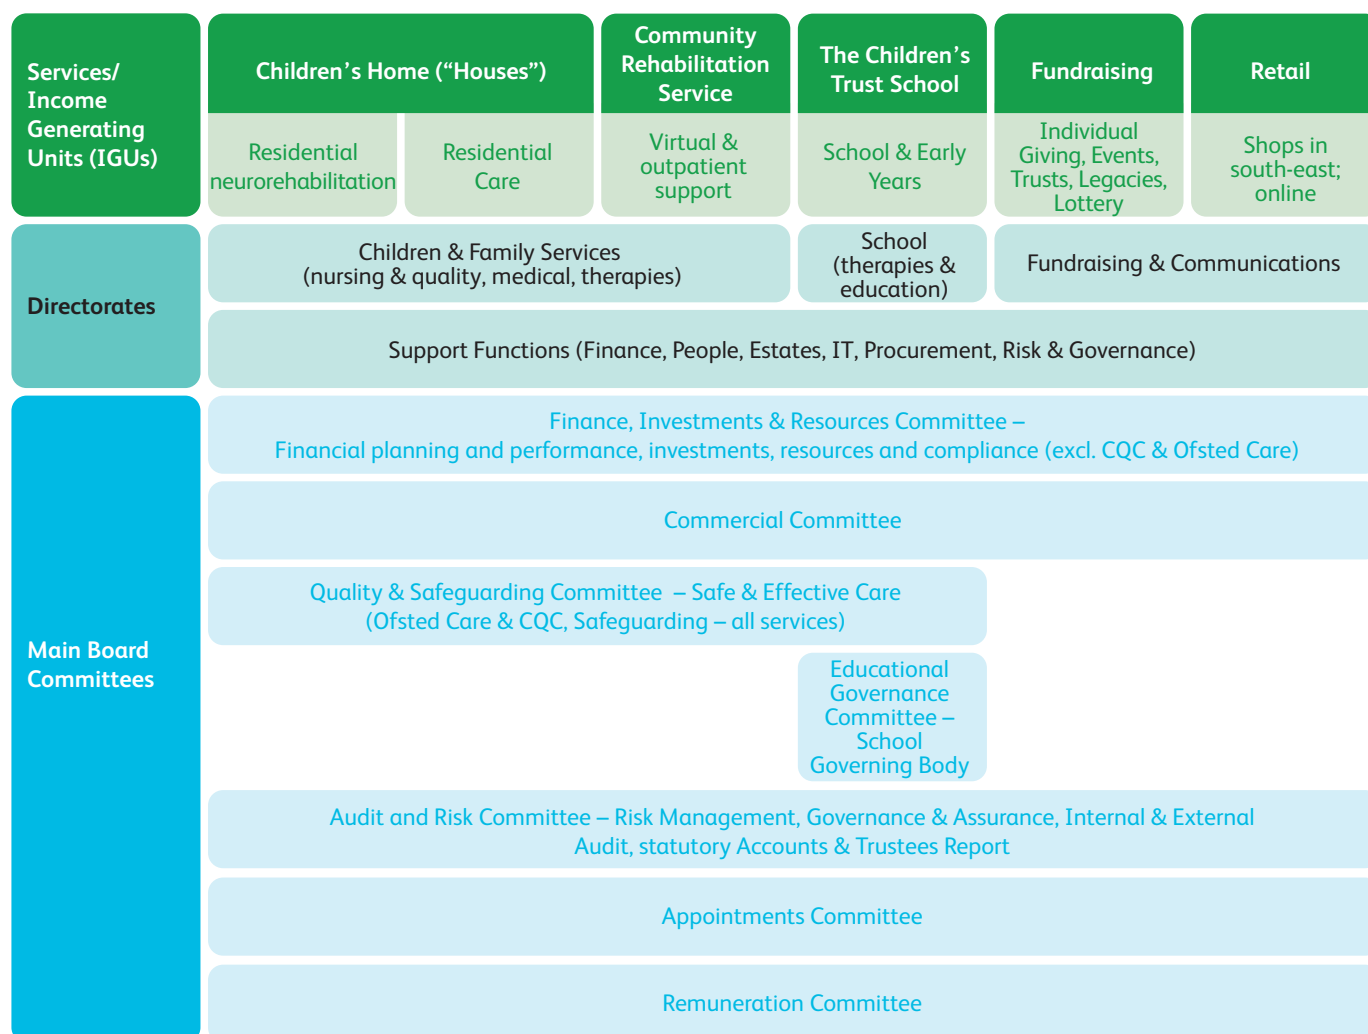 Services/
Income
Generating
Units (IGUs)
Children’s Home (“Houses”)
Community
Rehabilitation
Service
The Children’s
Trust School
Fundraising
Retail
Residential
neurorehabilitation
Residential
Care
Virtual &
outpatient
support
School & Early
Years
Individual
Giving, Events,
Trusts, Legacies,
Lottery
Shops in
south-east;
online
Directorates
Children & Family Services
(nursing & quality, medical, therapies)
School
(therapies &
education)
Fundraising & Communications
Support Functions (Finance, People, Estates, IT, Procurement, Risk & Governance)
Main Board
Committees
Finance, Investments & Resources Committee –
Financial planning and performance, investments, resources and compliance (excl. CQC & Ofsted Care)
Commercial Committee
Quality & Safeguarding Committee – Safe & Effective Care
(Ofsted Care & CQC, Safeguarding – all services)
Educational
Governance
Committee –
School
Governing Body
Audit and Risk Committee – Risk Management, Governance & Assurance, Internal & External
Audit, statutory Accounts & Trustees Report
Appointments Committee
Remuneration Committee